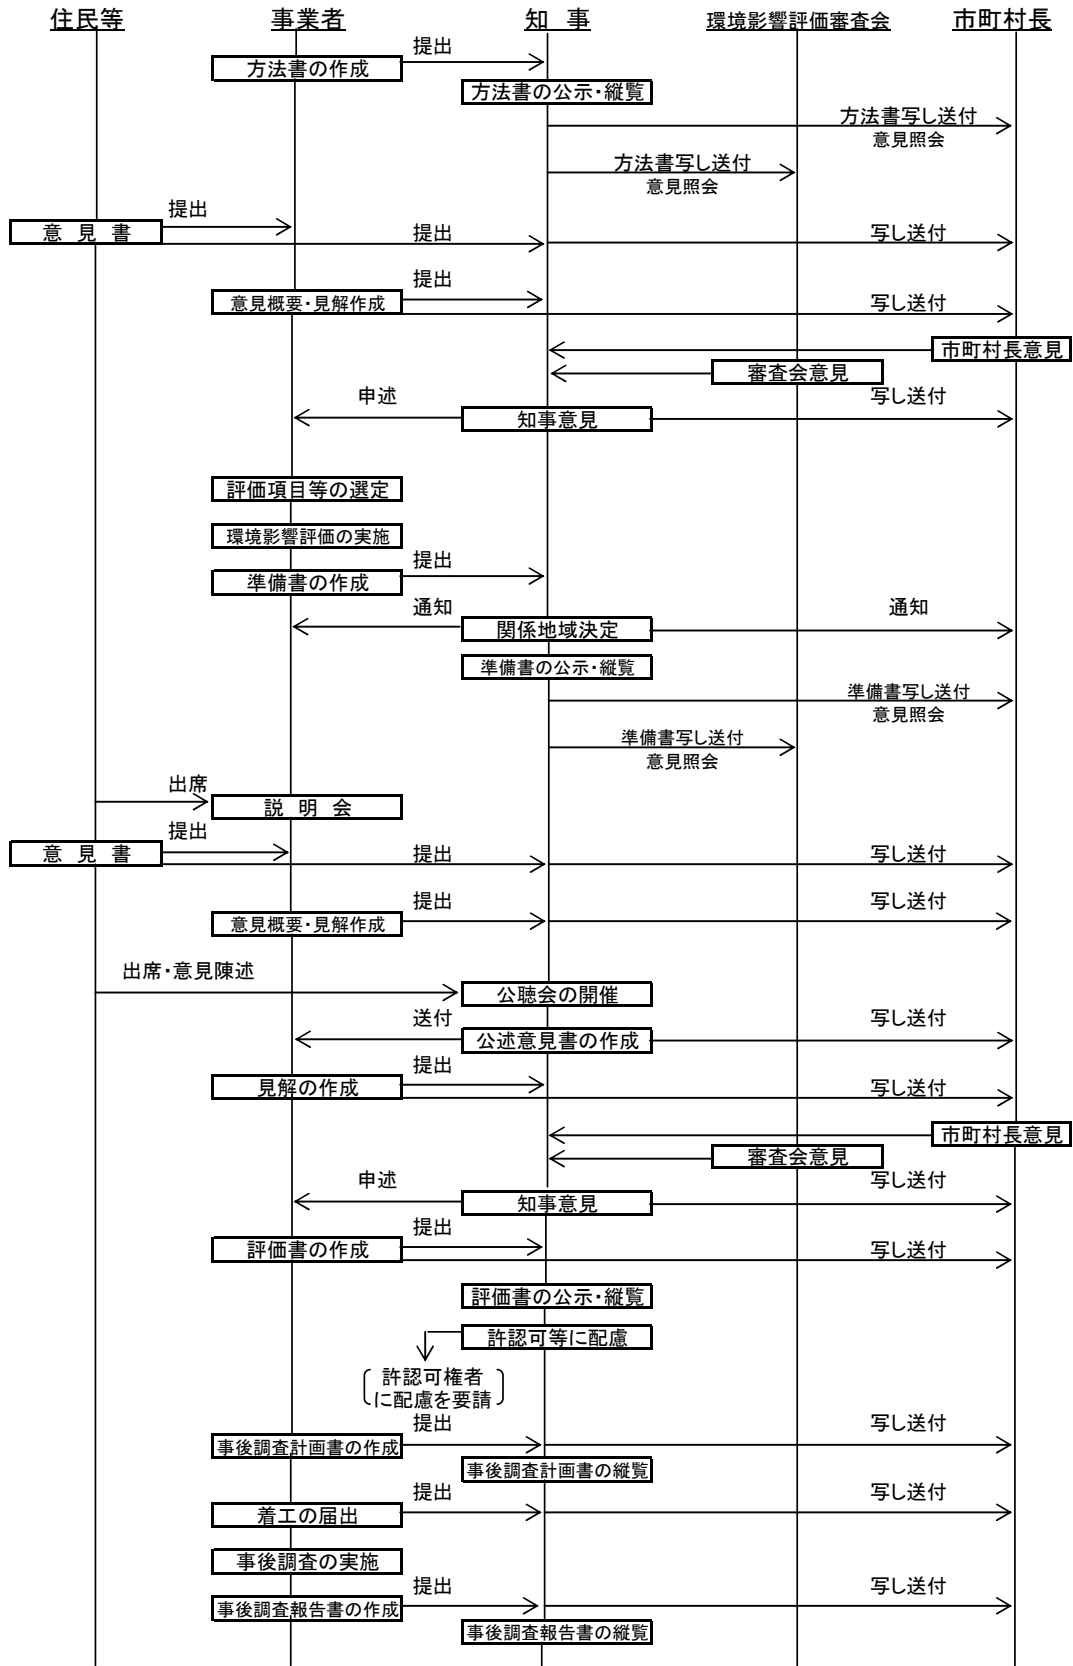 住民等
事業者
知 事
環境影響評価審査会
市町村長
提出
方法書の作成
方法書の公示・縦覧
方法書写し送付
意見照会
方法書写し送付
意見照会
提出
意 見 書
提出
写し送付
提出
意見概要・見解作成
写し送付
市町村長意見
審査会意見
申述
写し送付
知事意見
評価項目等の選定
環境影響評価の実施
提出
準備書の作成
通知
通知
関係地域決定
準備書の公示・縦覧
準備書写し送付
意見照会
準備書写し送付
意見照会
出席
説 明 会
提出
意 見 書
提出
写し送付
提出
写し送付
意見概要・見解作成
出席・意見陳述
公聴会の開催
送付
写し送付
公述意見書の作成
提出
見解の作成
写し送付
市町村長意見
審査会意見
申述
写し送付
知事意見
提出
評価書の作成
写し送付
評価書の公示・縦覧
許認可等に配慮
許認可権者
に配慮を要請
提出
写し送付
事後調査計画書の作成
事後調査計画書の縦覧
提出
写し送付
着工の届出
事後調査の実施
提出
写し送付
事後調査報告書の作成
事後調査報告書の縦覧